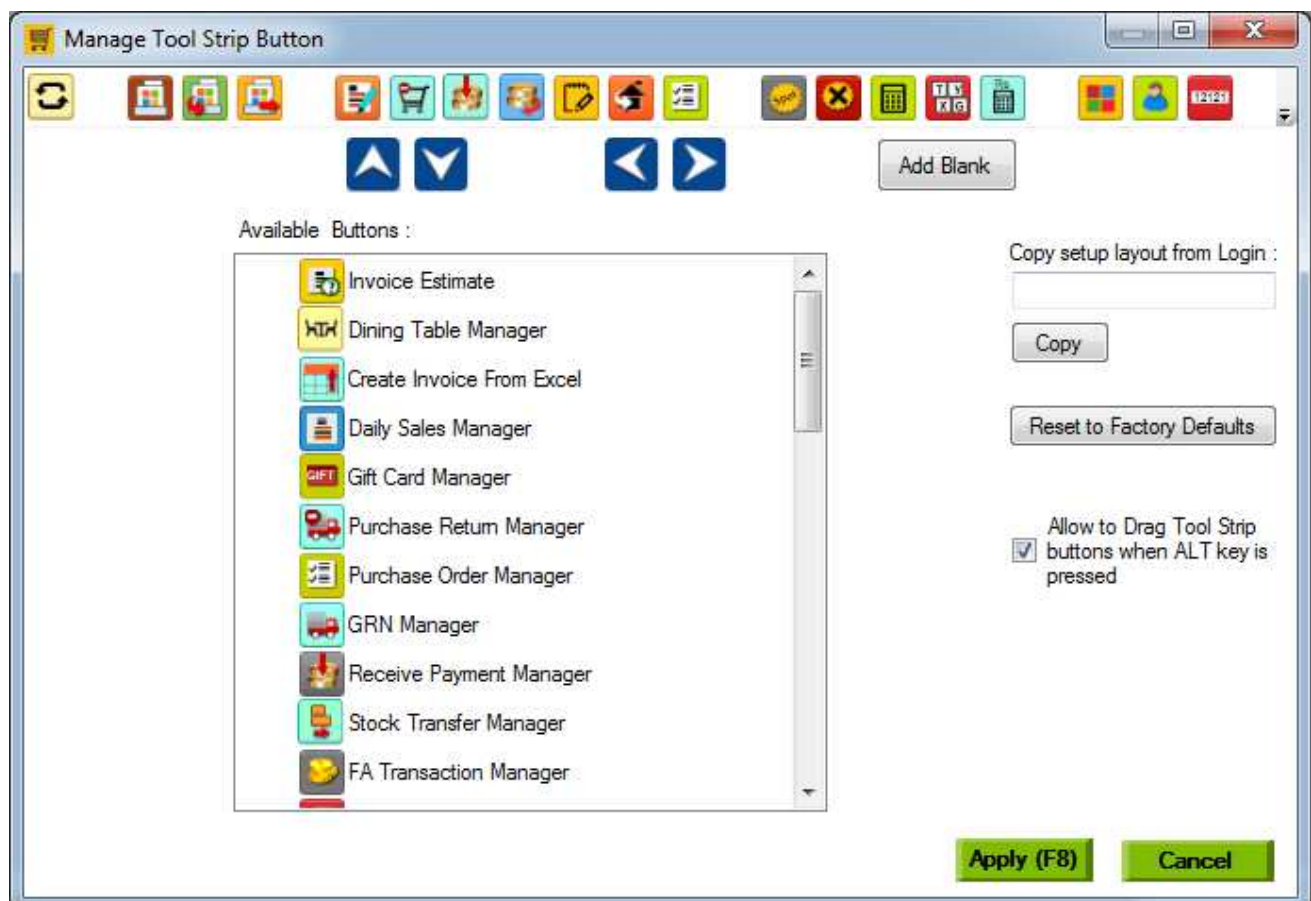 Manage Tool Strip Button
12121
Add Blank
Available Buttons :
Copy setup layout from Login :
Invoice Estimate
Dining Table Manager
Create Invoice From Excel
Copy
Daily Sales Manager
Reset to Factory Defaults
GIFT
Gift Card Manager
Purchase Return Manager
Allow to Drag Tool Strip
buttons when ALT key is
pressed
Purchase Order Manager
GRN Manager
Receive Payment Manager
Stock Transfer Manager
FA Transaction Manager
Apply (F8)
Cancel